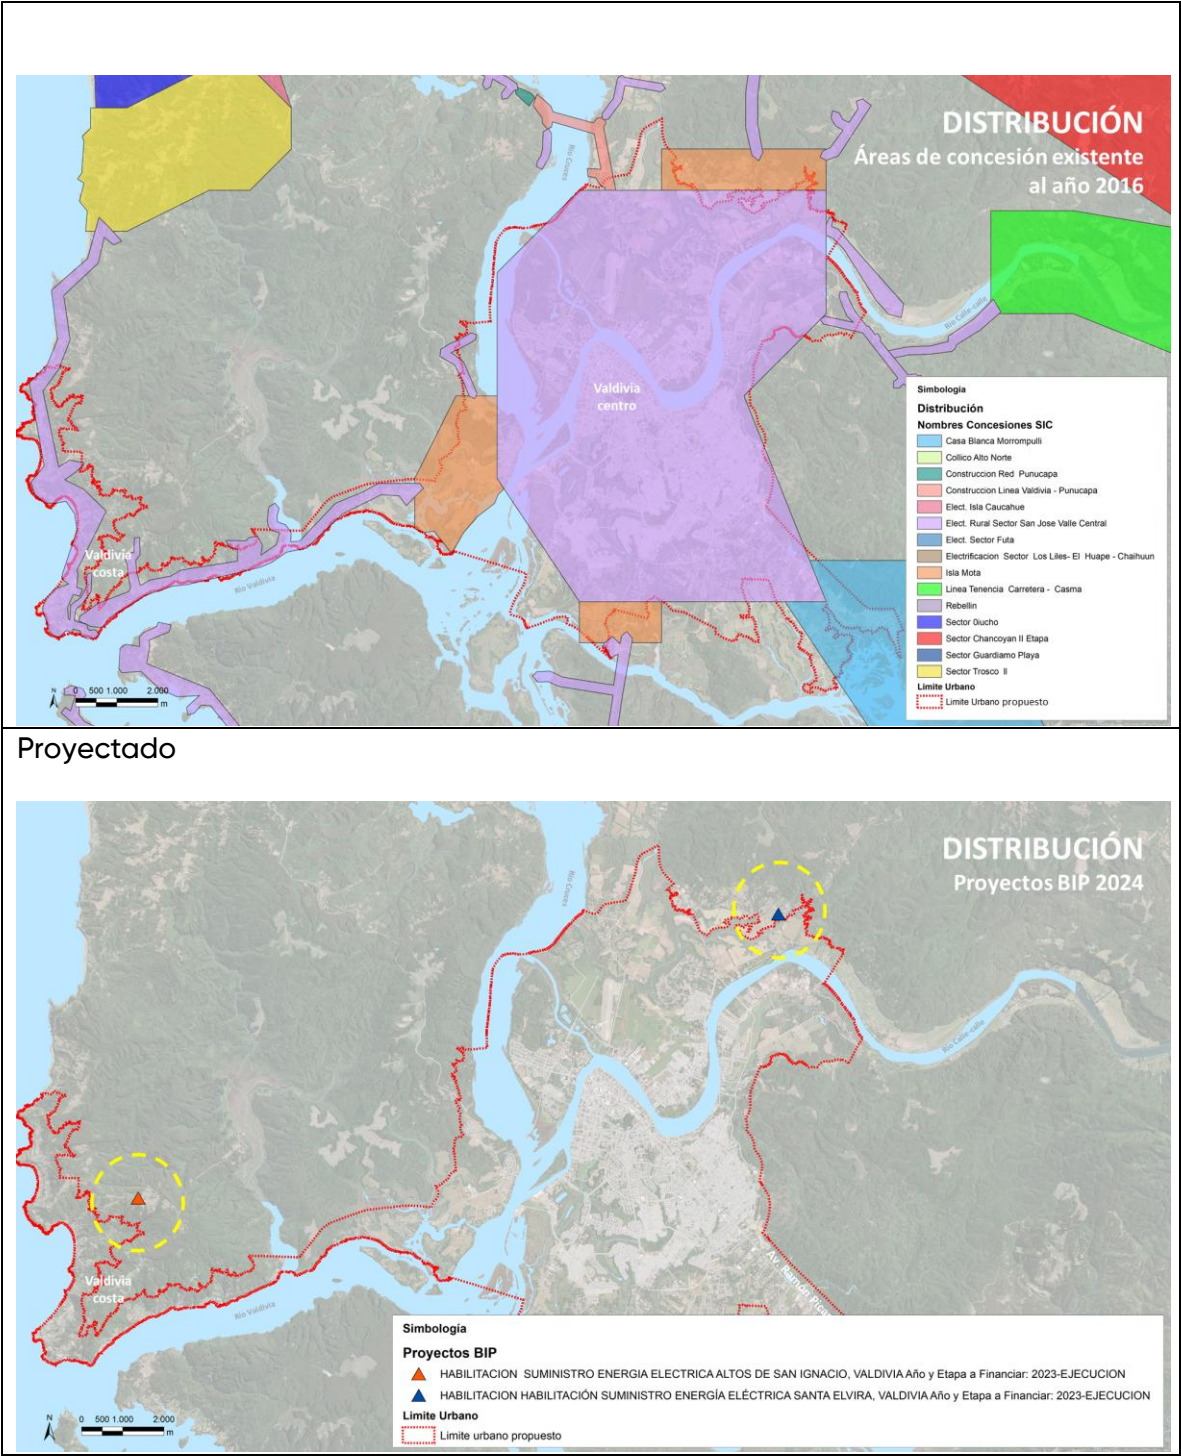 DISTRIBUCIÓN
Áreas de concesión existente
al año 2016
Río Cruces
Río Calle-calle
Valdivia
centro
Valdivia
costa
Río Valdivia
N
0 500 1.000 2.000
m
Simbologia
Distribución
Nombres Concesiones SIC
Casa Blanca Morrompulli
Collico Alto Norte
Construccion Red Punucapa
Construccion Linea Valdivia - Punucapa
Elect. Isla Caucahue
Elect. Rural Sector San Jose Valle Central
Elect. Sector Futa
Electrificacion Sector Los Liles- El Huape - Chaihuun
Isla Mota
Linea Tenencia Carretera - Casma
Rebellin
Sector 0iucho
Sector Chancoyan II Etapa
Sector Guardiamo Playa
Sector Trosco II
Limite Urbano
Limite Urbano propuesto
Proyectado
DISTRIBUCIÓN
Proyectos BIP 2024
Río Cruces
Río Calle-calle
Valdivia
costa
Río Valdivia
Av. Ramón Pica
N
0 500 1.000 2.000
m
Simbología
Proyectos BIP
HABILITACION SUMINISTRO ENERGIA ELECTRICA ALTOS DE SAN IGNACIO, VALDIVIA Año y Etapa a Financiar: 2023-EJECUCION
HABILITACION HABILITACIÓN SUMINISTRO ENERGÍA ELÉCTRICA SANTA ELVIRA, VALDIVIA Año y Etapa a Financiar: 2023-EJECUCION
Limite Urbano
Limite urbano propuesto